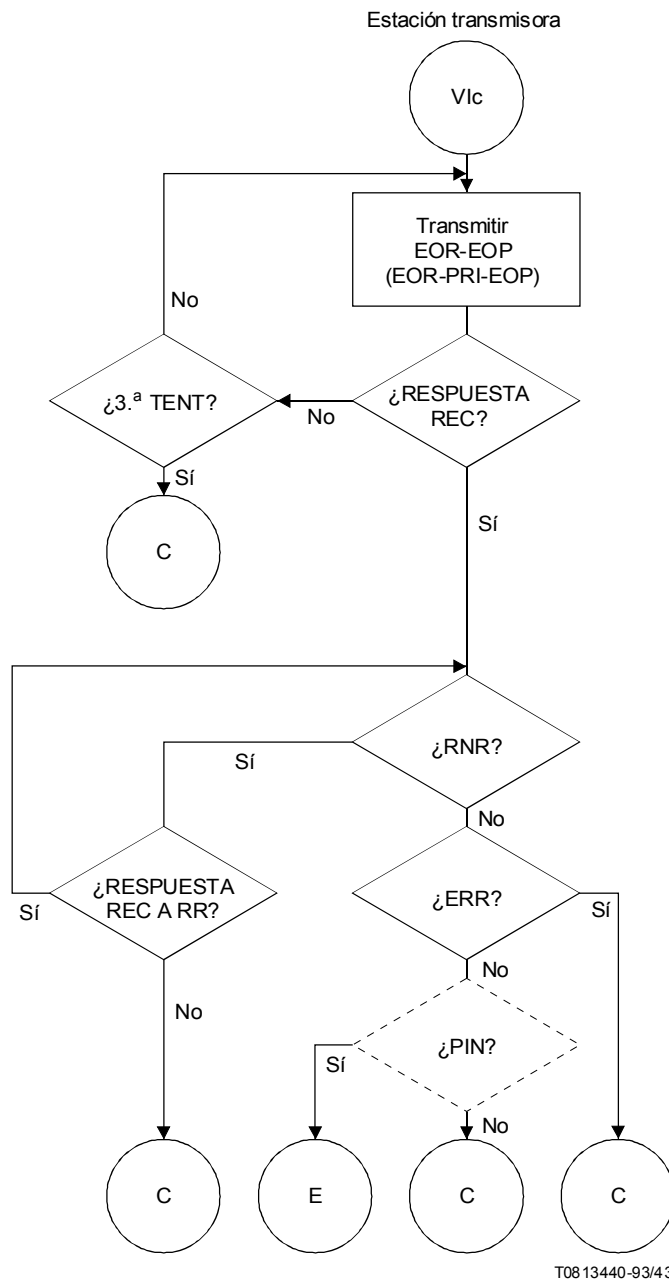 Estación transmisora
VIc
Transmitir
EOR-EOP
(EOR-PRI-EOP)
No
¿3.ª TENT?
No
¿RESPUESTA
REC?
Sí
C
Sí
¿RNR?
Sí
No
¿RESPUESTA
REC A RR?
Sí
¿ERR?
Sí
No
No
¿PIN?
Sí
No
C
E
C
C
T0813440-93/43